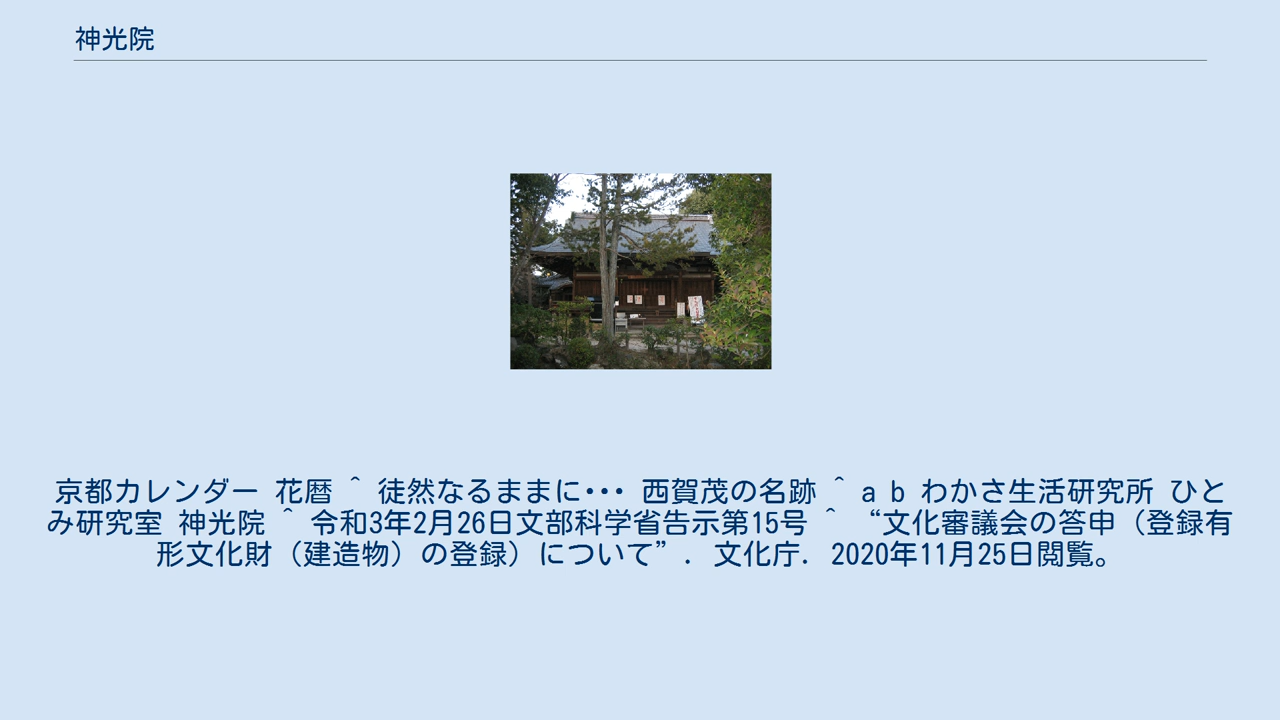 神光院
京都カレンダー 花暦 ^ 徒然なるままに･･･ 西賀茂の名跡 ^ a b わかさ生活研究所 ひと
み研究室 神光院 ^ 令和3年2月26日文部科学省告示第15号 ^ “文化審議会の答申（登録有
形文化財（建造物）の登録）について”. 文化庁. 2020年11月25日閲覧。